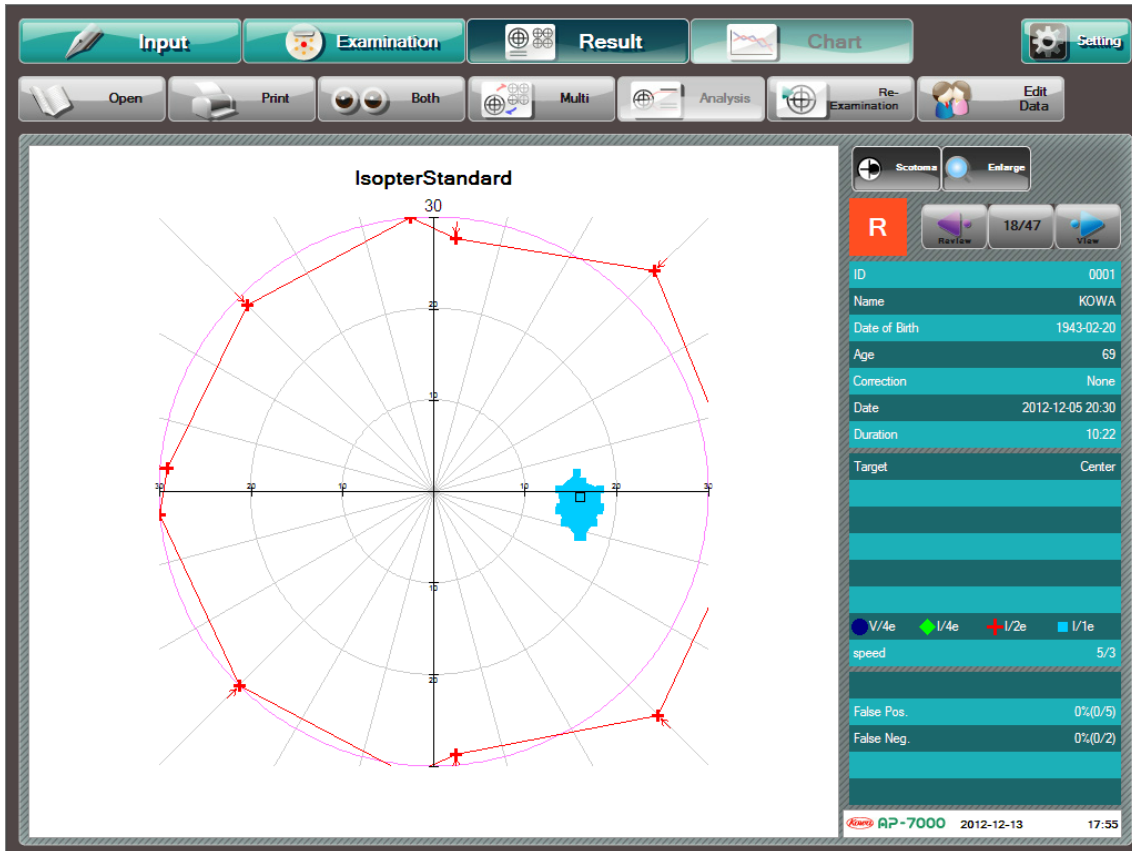 Input Examination Result Chart Setting
Open Print Both Multi Analysis Re-Examination Edit Data
IsopterStandard
30
20
10
30 20 10 10 20 30
10
20
Scotoma Enlarge
R Review 18/47 View
ID 0001
Name KOWA
Date of Birth 1943-02-20
Age 69
Correction None
Date 2012-12-05 20:30
Duration 10:22
Target Center
V/4e I/4e I/2e I/1e
speed 5/3
False Pos. 0%(0/5)
False Neg. 0%(0/2)
Kowa AP-7000 2012-12-13 17:55